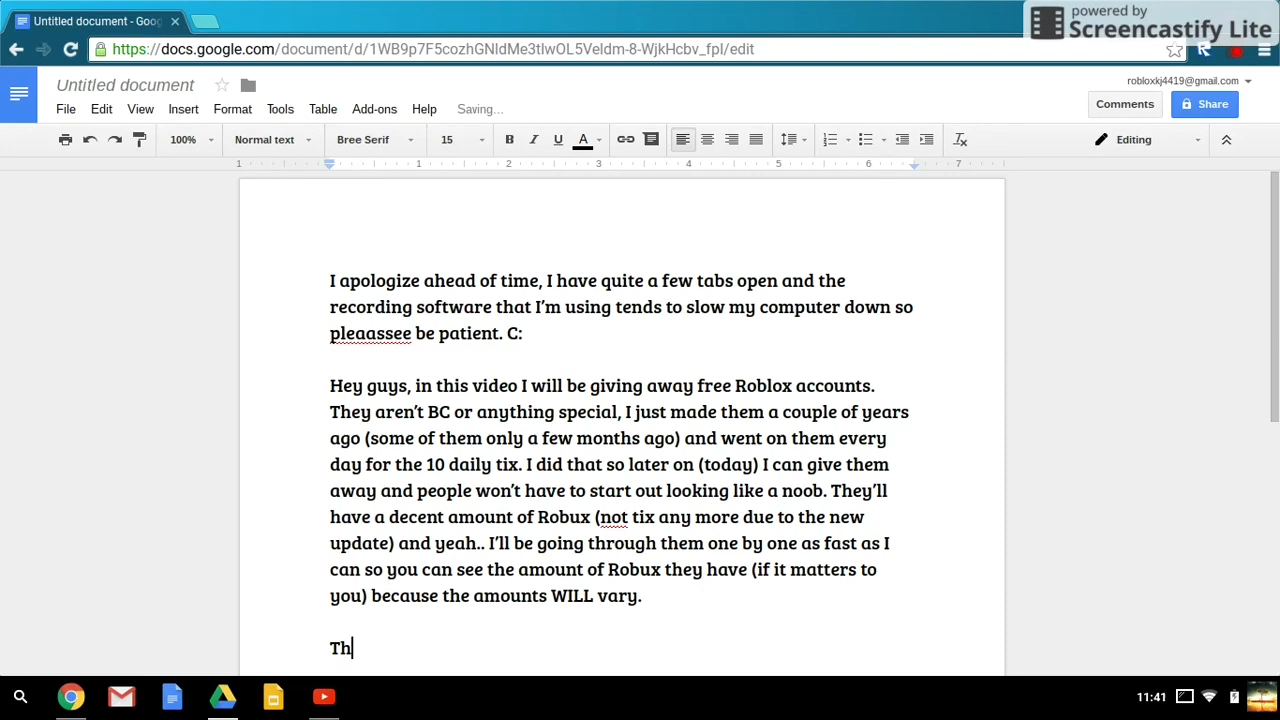 Untitled document - Goo
powered by
Screencastify Lite
https://docs.google.com/document/d/1WB9p7F5cozhGNIdMe3tIwOL5VeIdm-8-WjkHcbv_fpI/edit
Untitled document
robloxkj4419@gmail.com
File Edit View Insert Format Tools Table Add-ons Help Saving...
Comments Share
100% Normal text Bree Serif 15 B I U A Editing
1 1 2 3 4 5 6 7
I apologize ahead of time, I have quite a few tabs open and the
recording software that I'm using tends to slow my computer down so
pleaassee be patient. C:
Hey guys, in this video I will be giving away free Roblox accounts.
They aren't BC or anything special, I just made them a couple of years
ago (some of them only a few months ago) and went on them every
day for the 10 daily tix. I did that so later on (today) I can give them
away and people won't have to start out looking like a noob. They'll
have a decent amount of Robux (not tix any more due to the new
update) and yeah.. I'll be going through them one by one as fast as I
can so you can see the amount of Robux they have (if it matters to
you) because the amounts WILL vary.
Th
11:41